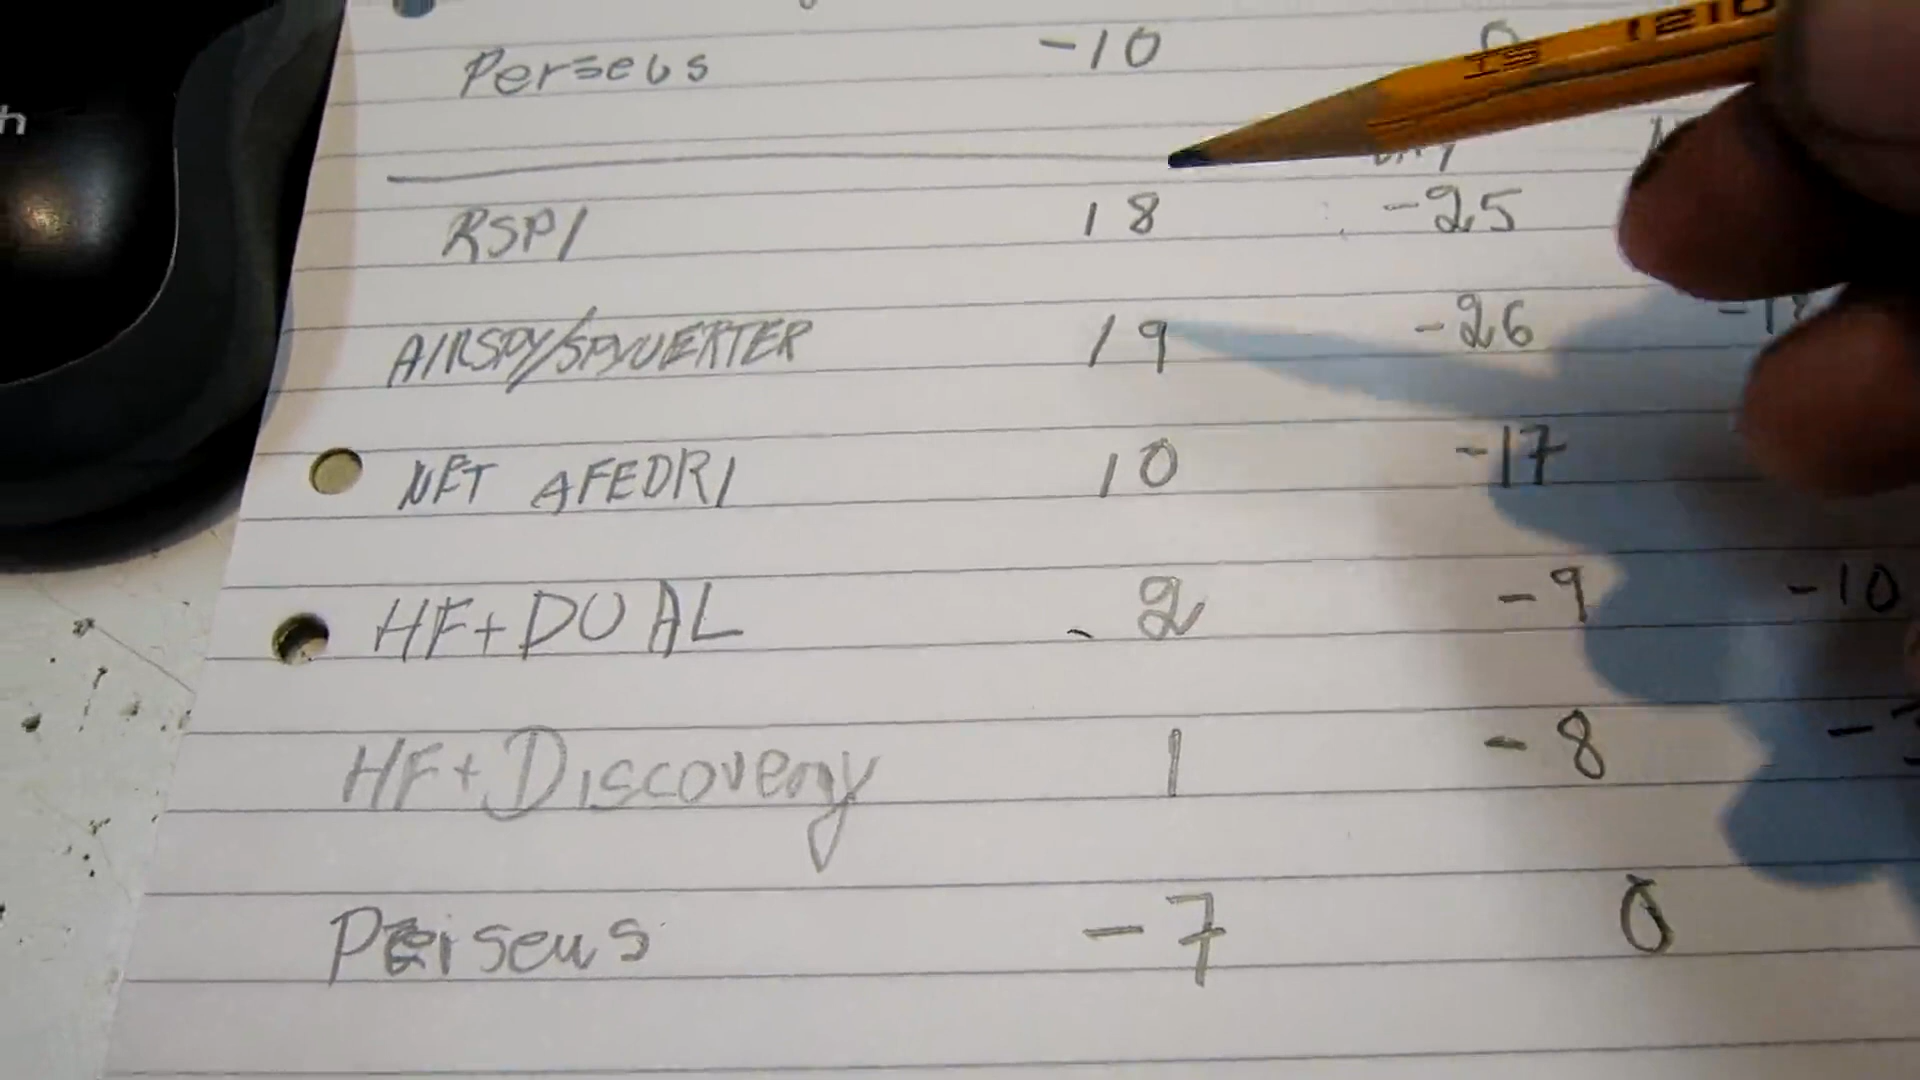 Perseus -10 0
RSP1 18 -25
AIRSPY/SPYVERTER 19 -26
NET AFEDRI 10 -17
HF+DUAL - 2 -9 -10
HF+Discovery 1 -8
Perseus -7 0